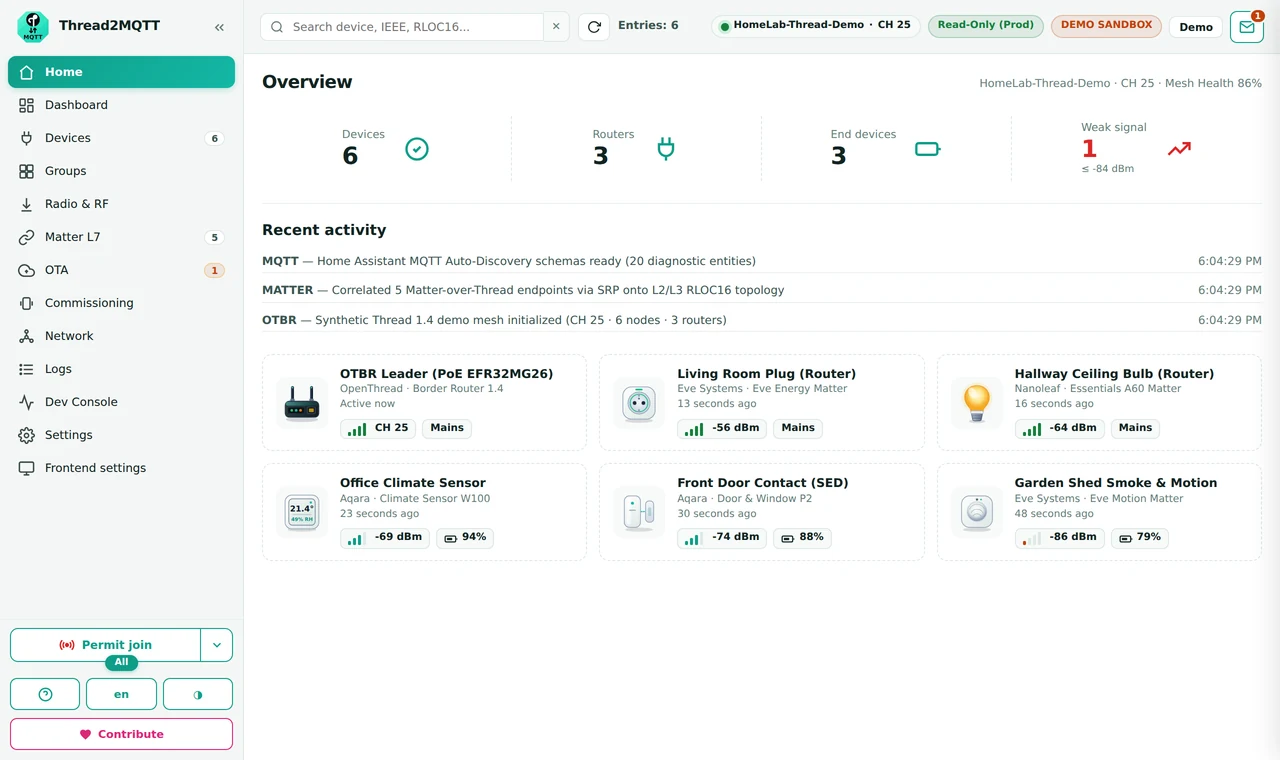 MQTT
Thread2MQTT
«
Search device, IEEE, RLOC16...
×
Entries: 6
HomeLab-Thread-Demo · CH 25
Read-Only (Prod)
DEMO SANDBOX
Demo
1
Home
Dashboard
Devices 6
Groups
Radio & RF
Matter L7 5
OTA 1
Commissioning
Network
Logs
Dev Console
Settings
Frontend settings
Permit join
All
en
Contribute
Overview
HomeLab-Thread-Demo · CH 25 · Mesh Health 86%
Devices
6
Routers
3
End devices
3
Weak signal
1
≤ -84 dBm
Recent activity
MQTT — Home Assistant MQTT Auto-Discovery schemas ready (20 diagnostic entities) 6:04:29 PM
MATTER — Correlated 5 Matter-over-Thread endpoints via SRP onto L2/L3 RLOC16 topology 6:04:29 PM
OTBR — Synthetic Thread 1.4 demo mesh initialized (CH 25 · 6 nodes · 3 routers) 6:04:29 PM
OTBR Leader (PoE EFR32MG26)
OpenThread · Border Router 1.4
Active now
CH 25 Mains
Living Room Plug (Router)
Eve Systems · Eve Energy Matter
13 seconds ago
-56 dBm Mains
Hallway Ceiling Bulb (Router)
Nanoleaf · Essentials A60 Matter
16 seconds ago
-64 dBm Mains
21.4°
49% RH
Office Climate Sensor
Aqara · Climate Sensor W100
23 seconds ago
-69 dBm 94%
Front Door Contact (SED)
Aqara · Door & Window P2
30 seconds ago
-74 dBm 88%
Garden Shed Smoke & Motion
Eve Systems · Eve Motion Matter
48 seconds ago
-86 dBm 79%